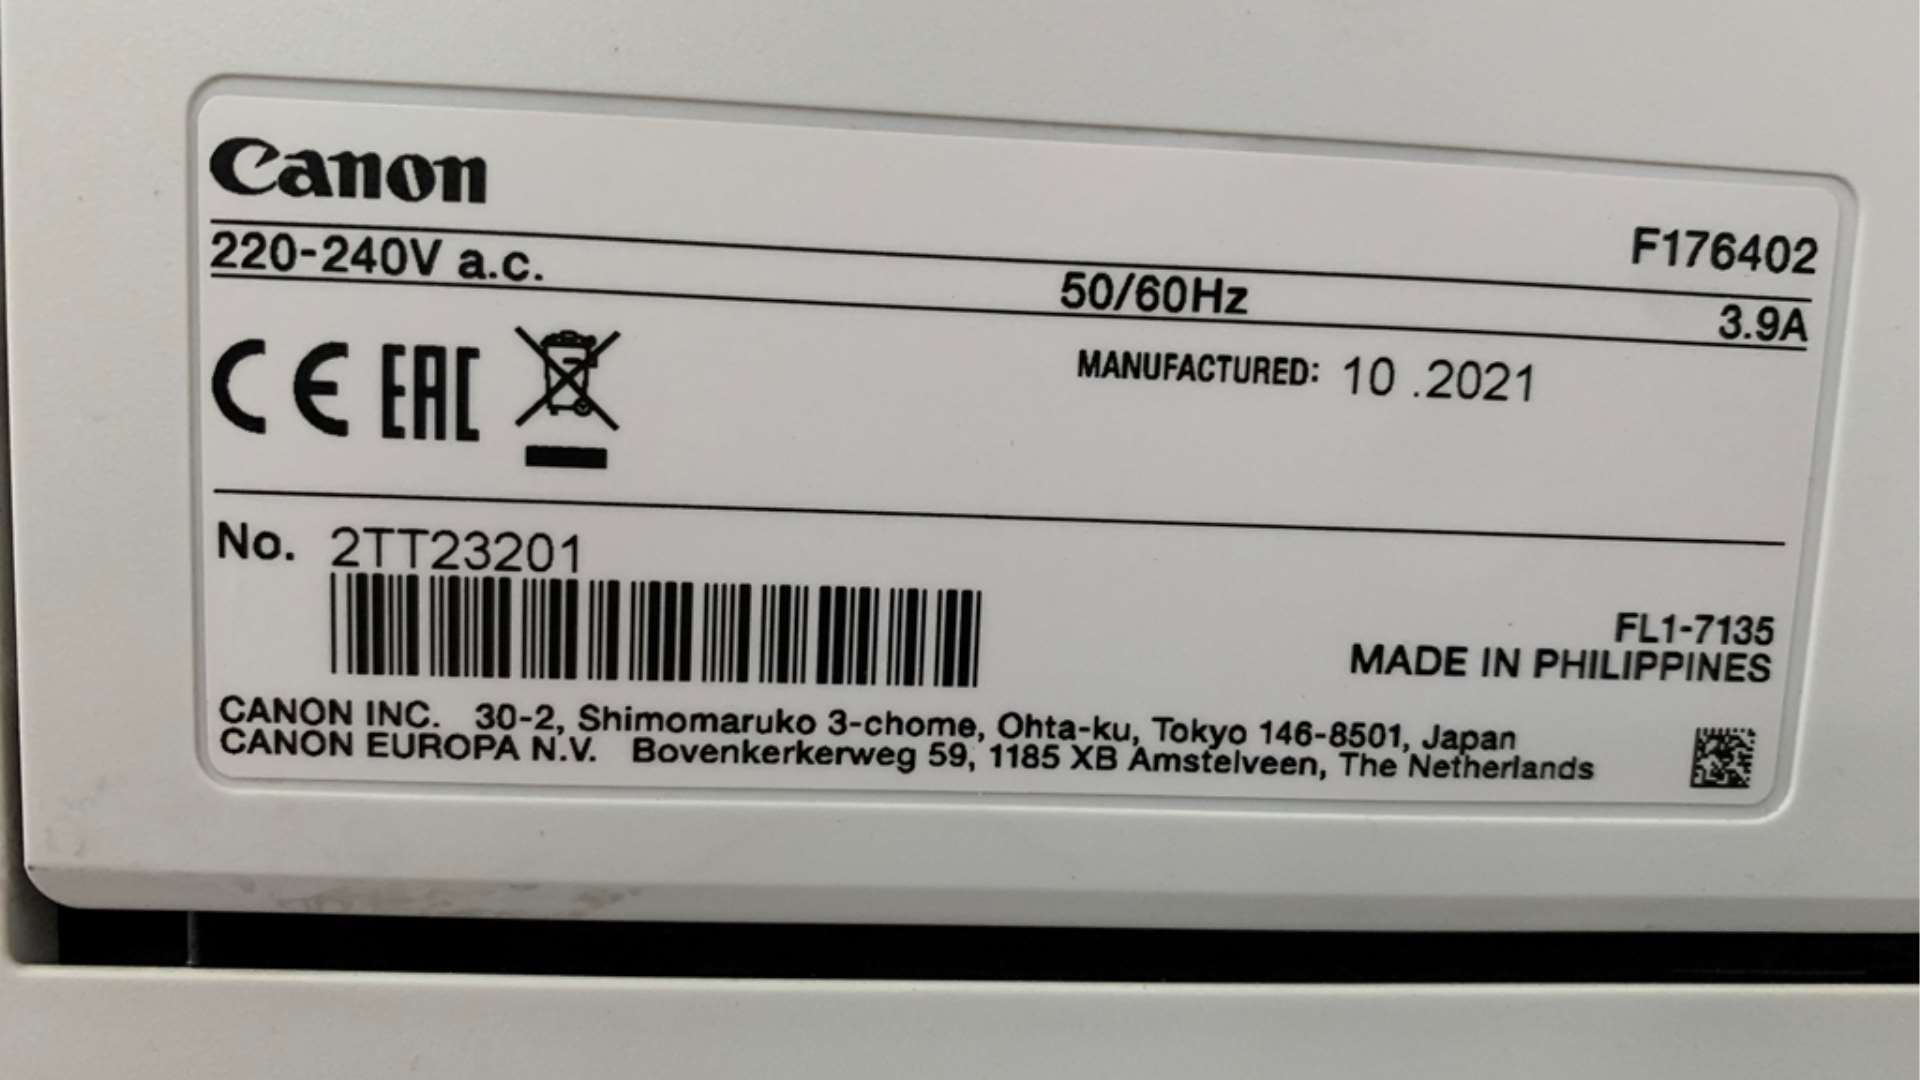 Canon
F176402
220-240V a.c. 50/60Hz 3.9A
CE EAC MANUFACTURED: 10 .2021
No. 2TT23201
FL1-7135
MADE IN PHILIPPINES
CANON INC. 30-2, Shimomaruko 3-chome, Ohta-ku, Tokyo 146-8501, Japan
CANON EUROPA N.V. Bovenkerkerweg 59, 1185 XB Amstelveen, The Netherlands